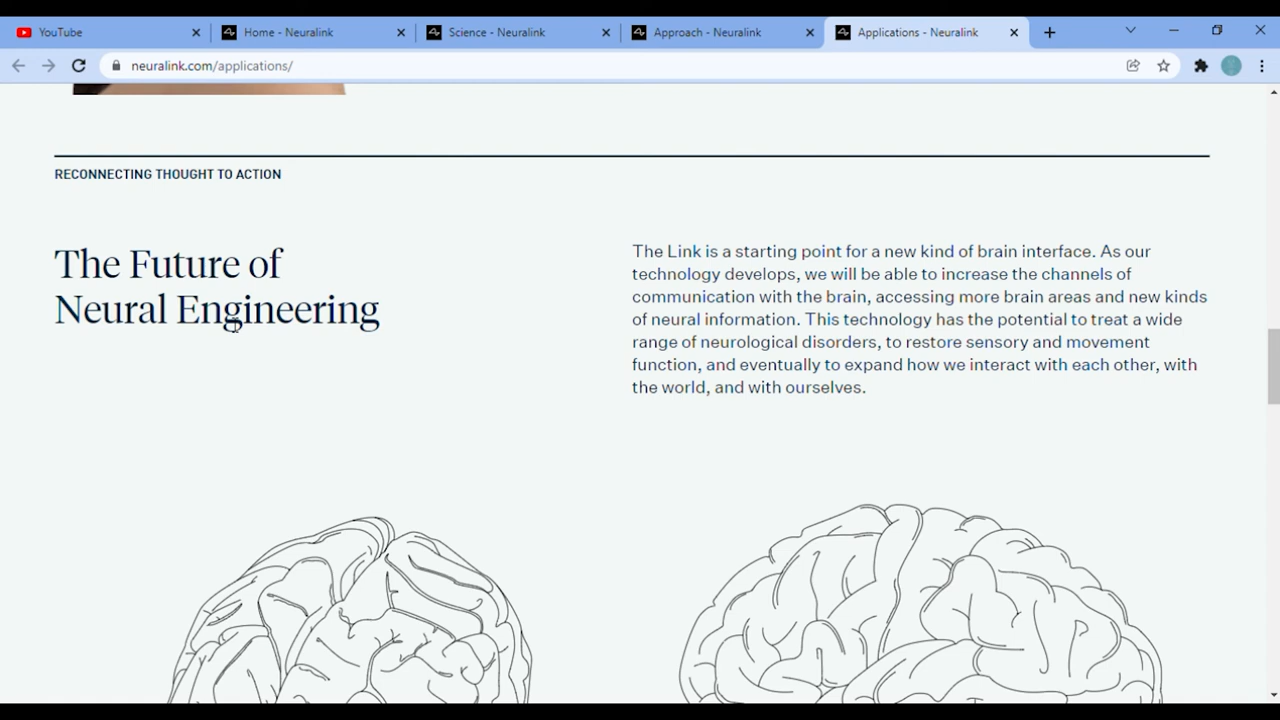 YouTube
Home - Neuralink
Science - Neuralink
Approach - Neuralink
Applications - Neuralink
neuralink.com/applications/
RECONNECTING THOUGHT TO ACTION
The Future of
Neural Engineering
The Link is a starting point for a new kind of brain interface. As our
technology develops, we will be able to increase the channels of
communication with the brain, accessing more brain areas and new kinds
of neural information. This technology has the potential to treat a wide
range of neurological disorders, to restore sensory and movement
function, and eventually to expand how we interact with each other, with
the world, and with ourselves.